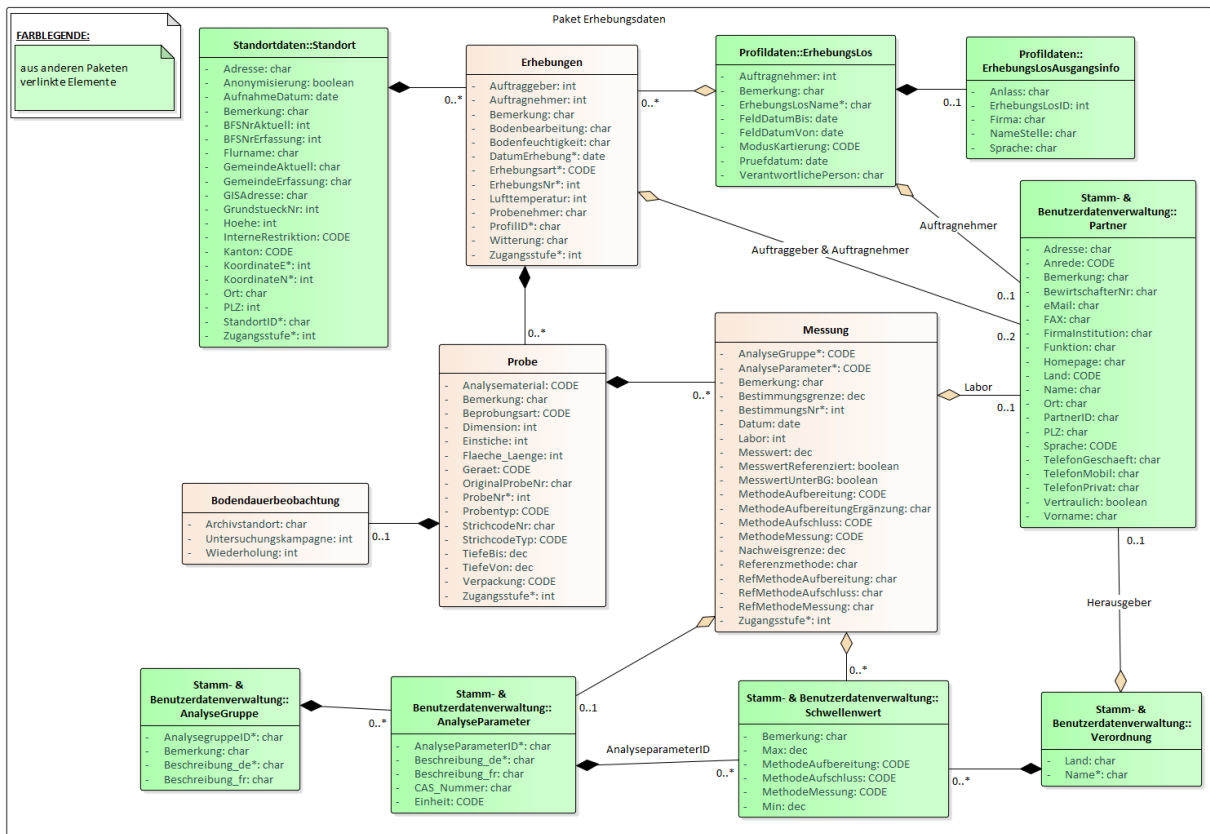 Paket Erhebungsdaten
FARBLEGENDE:
aus anderen Paketen
verlinkte Elemente
Standortdaten::Standort
- Adresse: char
- Anonymisierung: boolean
- AufnahmeDatum: date
- Bemerkung: char
- BFSNrAktuell: int
- BFSNrErfassung: int
- Flurname: char
- GemeindeAktuell: char
- GemeindeErfassung: char
- GISAdresse: char
- GrundstueckNr: int
- Hoehe: int
- InterneRestriktion: CODE
- Kanton: CODE
- KoordinateE*: int
- KoordinateN*: int
- Ort: char
- PLZ: int
- StandortID*: char
- Zugangsstufe*: int
0..*
Erhebungen
- Auftraggeber: int
- Auftragnehmer: int
- Bemerkung: char
- Bodenbearbeitung: char
- Bodenfeuchtigkeit: char
- DatumErhebung*: date
- Erhebungsart*: CODE
- ErhebungsNr*: int
- Lufttemperatur: int
- Probenehmer: char
- ProfilID*: char
- Witterung: char
- Zugangsstufe*: int
0..*
Profildaten::ErhebungsLos
- Auftragnehmer: int
- Bemerkung: char
- ErhebungsLosName*: char
- FeldDatumBis: date
- FeldDatumVon: date
- ModusKartierung: CODE
- Pruefdatum: date
- VerantwortlichePerson: char
0..1
Profildaten::
ErhebungsLosAusgangsinfo
- Anlass: char
- ErhebungsLosID: int
- Firma: char
- NameStelle: char
- Sprache: char
Auftragnehmer
0..1
Auftraggeber & Auftragnehmer
0..2
Stamm- &
Benutzerdatenverwaltung::
Partner
- Adresse: char
- Anrede: CODE
- Bemerkung: char
- BewirtschafterNr: char
- eMail: char
- FAX: char
- FirmaInstitution: char
- Funktion: char
- Homepage: char
- Land: CODE
- Name: char
- Ort: char
- PartnerID: char
- PLZ: char
- Sprache: CODE
- TelefonGeschaeft: char
- TelefonMobil: char
- TelefonPrivat: char
- Vertraulich: boolean
- Vorname: char
0..*
Probe
- Analysematerial: CODE
- Bemerkung: char
- Beprobungsart: CODE
- Dimension: int
- Einstiche: int
- Flaeche_Laenge: int
- Geraet: CODE
- OriginalProbeNr: char
- ProbeNr*: int
- Probentyp: CODE
- StrichcodeNr: char
- StrichcodeTyp: CODE
- TiefeBis: dec
- TiefeVon: dec
- Verpackung: CODE
- Zugangsstufe*: int
0..*
Messung
- AnalyseGruppe*: CODE
- AnalyseParameter*: CODE
- Bemerkung: char
- Bestimmungsgrenze: dec
- BestimmungsNr*: int
- Datum: date
- Labor: int
- Messwert: dec
- MesswertReferenziert: boolean
- MesswertUnterBG: boolean
- MethodeAufbereitung: CODE
- MethodeAufbereitungErgänzung: char
- MethodeAufschluss: CODE
- MethodeMessung: CODE
- Nachweisgrenze: dec
- Referenzmethode: char
- RefMethodeAufbereitung: char
- RefMethodeAufschluss: char
- RefMethodeMessung: char
- Zugangsstufe*: int
Labor
0..1
Bodendauerbeobachtung
- Archivstandort: char
- Untersuchungskampagne: int
- Wiederholung: int
0..1
0..1
Herausgeber
Stamm- &
Benutzerdatenverwaltung::
AnalyseGruppe
- AnalysegruppeID*: char
- Bemerkung: char
- Beschreibung_de*: char
- Beschreibung_fr: char
0..*
Stamm- &
Benutzerdatenverwaltung::
AnalyseParameter
- AnalyseParameterID*: char
- Beschreibung_de*: char
- Beschreibung_fr: char
- CAS_Nummer: char
- Einheit: CODE
0..1
AnalyseparameterID
0..*
0..*
Stamm- & Benutzerdatenverwaltung::
Schwellenwert
- Bemerkung: char
- Max: dec
- MethodeAufbereitung: CODE
- MethodeAufschluss: CODE
- MethodeMessung: CODE
- Min: dec
0..*
Stamm- &
Benutzerdatenverwaltung::
Verordnung
- Land: char
- Name*: char